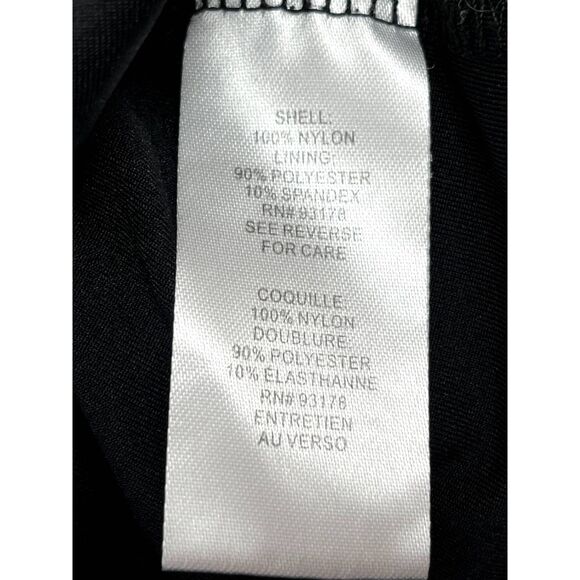 SHELL:
100% NYLON
LINING:
90% POLYESTER
10% SPANDEX
RN# 93178
SEE REVERSE
FOR CARE
COQUILLE:
100% NYLON
DOUBLURE:
90% POLYESTER
10% ELASTHANNE
RN# 93178
ENTRETIEN
AU VERSO